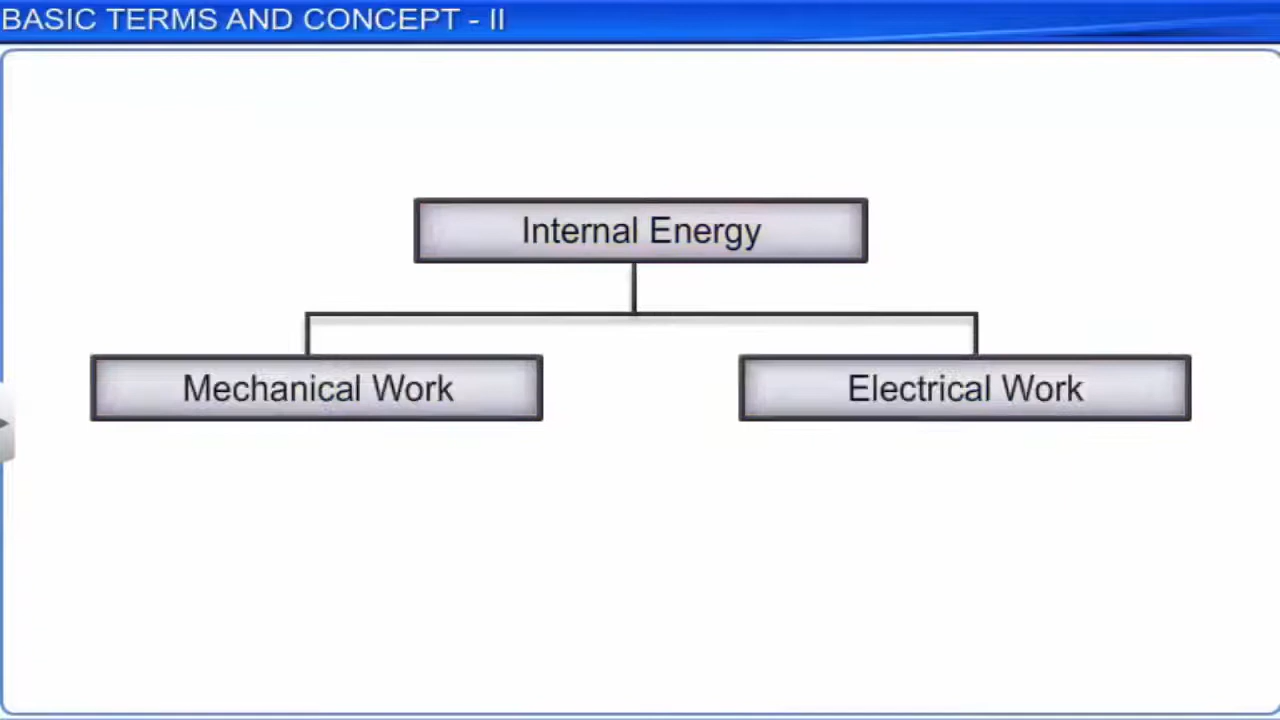 BASIC TERMS AND CONCEPT - II
Internal Energy
Mechanical Work
Electrical Work